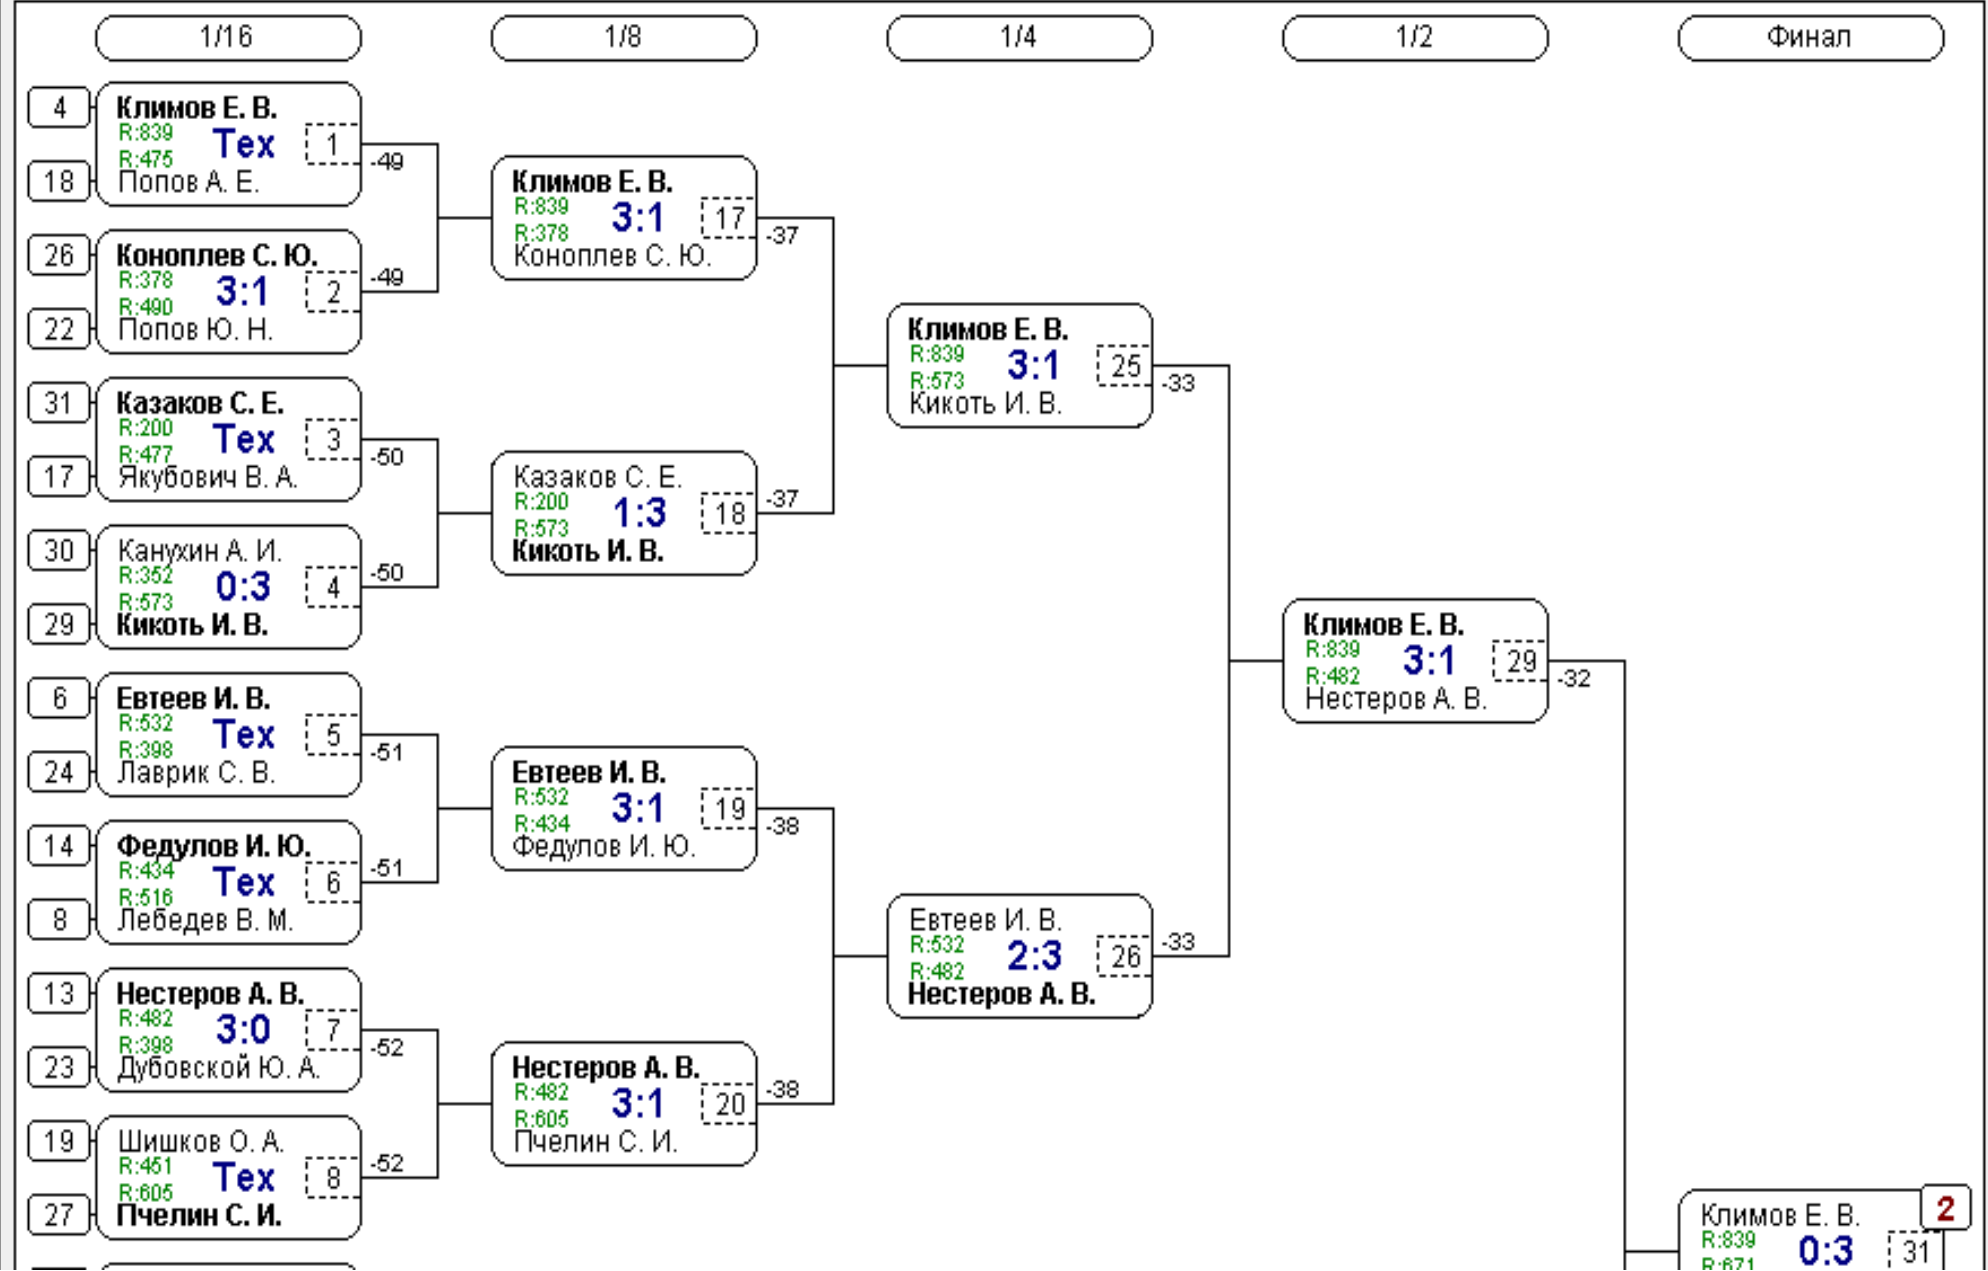 1/16
1/8
1/4
1/2
Финал
4
Климов Е. В.
R:839
Тех
R:475
1
-49
18
Попов А. Е.
26
Коноплев С. Ю.
R:378
3:1
R:490
2
-49
22
Попов Ю. Н.
31
Казаков С. Е.
R:200
Тех
R:477
3
-50
17
Якубович В. А.
30
Канухин А. И.
R:352
0:3
R:573
4
-50
29
Кикоть И. В.
6
Евтеев И. В.
R:532
Тех
R:398
5
-51
24
Лаврик С. В.
14
Федулов И. Ю.
R:434
Тех
R:516
6
-51
8
Лебедев В. М.
13
Нестеров А. В.
R:482
3:0
R:398
7
-52
23
Дубовской Ю. А.
19
Шишков О. А.
R:451
Тех
R:605
8
-52
27
Пчелин С. И.
Климов Е. В.
R:839
3:1
R:378
17
-37
Коноплев С. Ю.
Казаков С. Е.
R:200
1:3
R:573
18
-37
Кикоть И. В.
Евтеев И. В.
R:532
3:1
R:434
19
-38
Федулов И. Ю.
Нестеров А. В.
R:482
3:1
R:605
20
-38
Пчелин С. И.
Климов Е. В.
R:839
3:1
R:573
25
-33
Кикоть И. В.
Евтеев И. В.
R:532
2:3
R:482
26
-33
Нестеров А. В.
Климов Е. В.
R:839
3:1
R:482
29
-32
Нестеров А. В.
2
Климов Е. В.
R:839
0:3
R:671
31